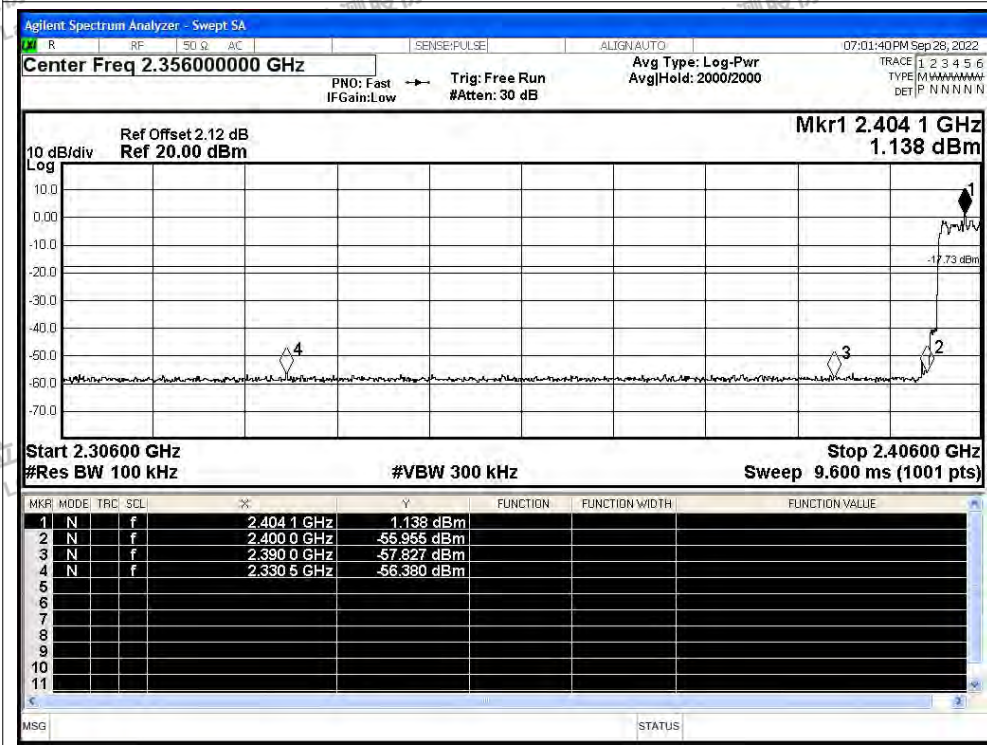 Agilent Spectrum Analyzer - Swept SA
LXI R RF 50 Ω AC SENSE:PULSE ALIGN AUTO 07:01:40 PM Sep 28, 2022
Center Freq 2.356000000 GHz Avg Type: Log-Pwr TRACE 1 2 3 4 5 6
PNO: Fast Trig: Free Run Avg|Hold: 2000/2000 TYPE M
IFGain:Low #Atten: 30 dB DET P N N N N N
Mkr1 2.404 1 GHz
Ref Offset 2.12 dB
10 dB/div Ref 20.00 dBm 1.138 dBm
Log
10.0
1
0.00
-10.0
-17.73 dBm
-20.0
-30.0
-40.0
-50.0
4 3 2
-60.0
-70.0
Start 2.30600 GHz Stop 2.40600 GHz
#Res BW 100 kHz #VBW 300 kHz Sweep 9.600 ms (1001 pts)
MKR MODE TRC SCL X Y FUNCTION FUNCTION WIDTH FUNCTION VALUE
1 N f 2.404 1 GHz 1.138 dBm
2 N f 2.400 0 GHz -55.955 dBm
3 N f 2.390 0 GHz -57.827 dBm
4 N f 2.330 5 GHz -56.380 dBm
5
6
7
8
9
10
11
MSG STATUS